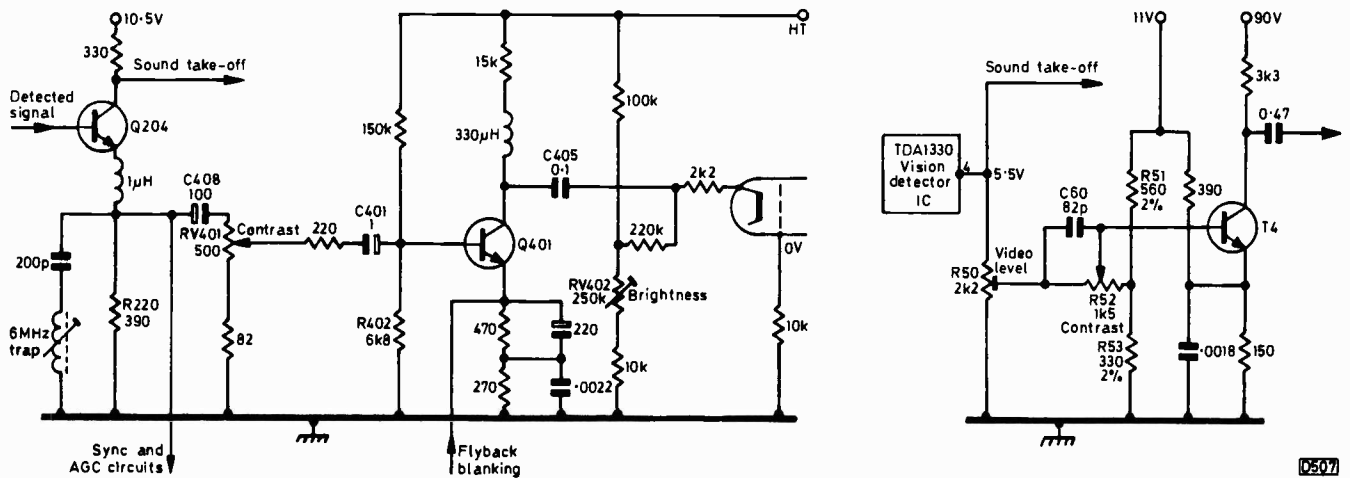 10·5V
330
Sound take-off
Detected
signal
Q204
1µH
C408
100
RV401
500
Contrast
200p
R220
390
6MHz
trap
82
Sync and
AGC circuits
150k
220
C401
1
R402
6k8
15k
330µH
C405
0·1
Q401
470
270
220
·0022
Flyback
blanking
HT
100k
2k2
220k
RV402
250k
Brightness
10k
0V
10k
TDA1330
Vision
detector
IC
4
5·5V
Sound take-off
R50
2k2
Video
level
C60
82p
R52
1k5
Contrast
11V
R51
560
2%
R53
330
2%
390
·0018
90V
3k3
0·47
T4
150
D507